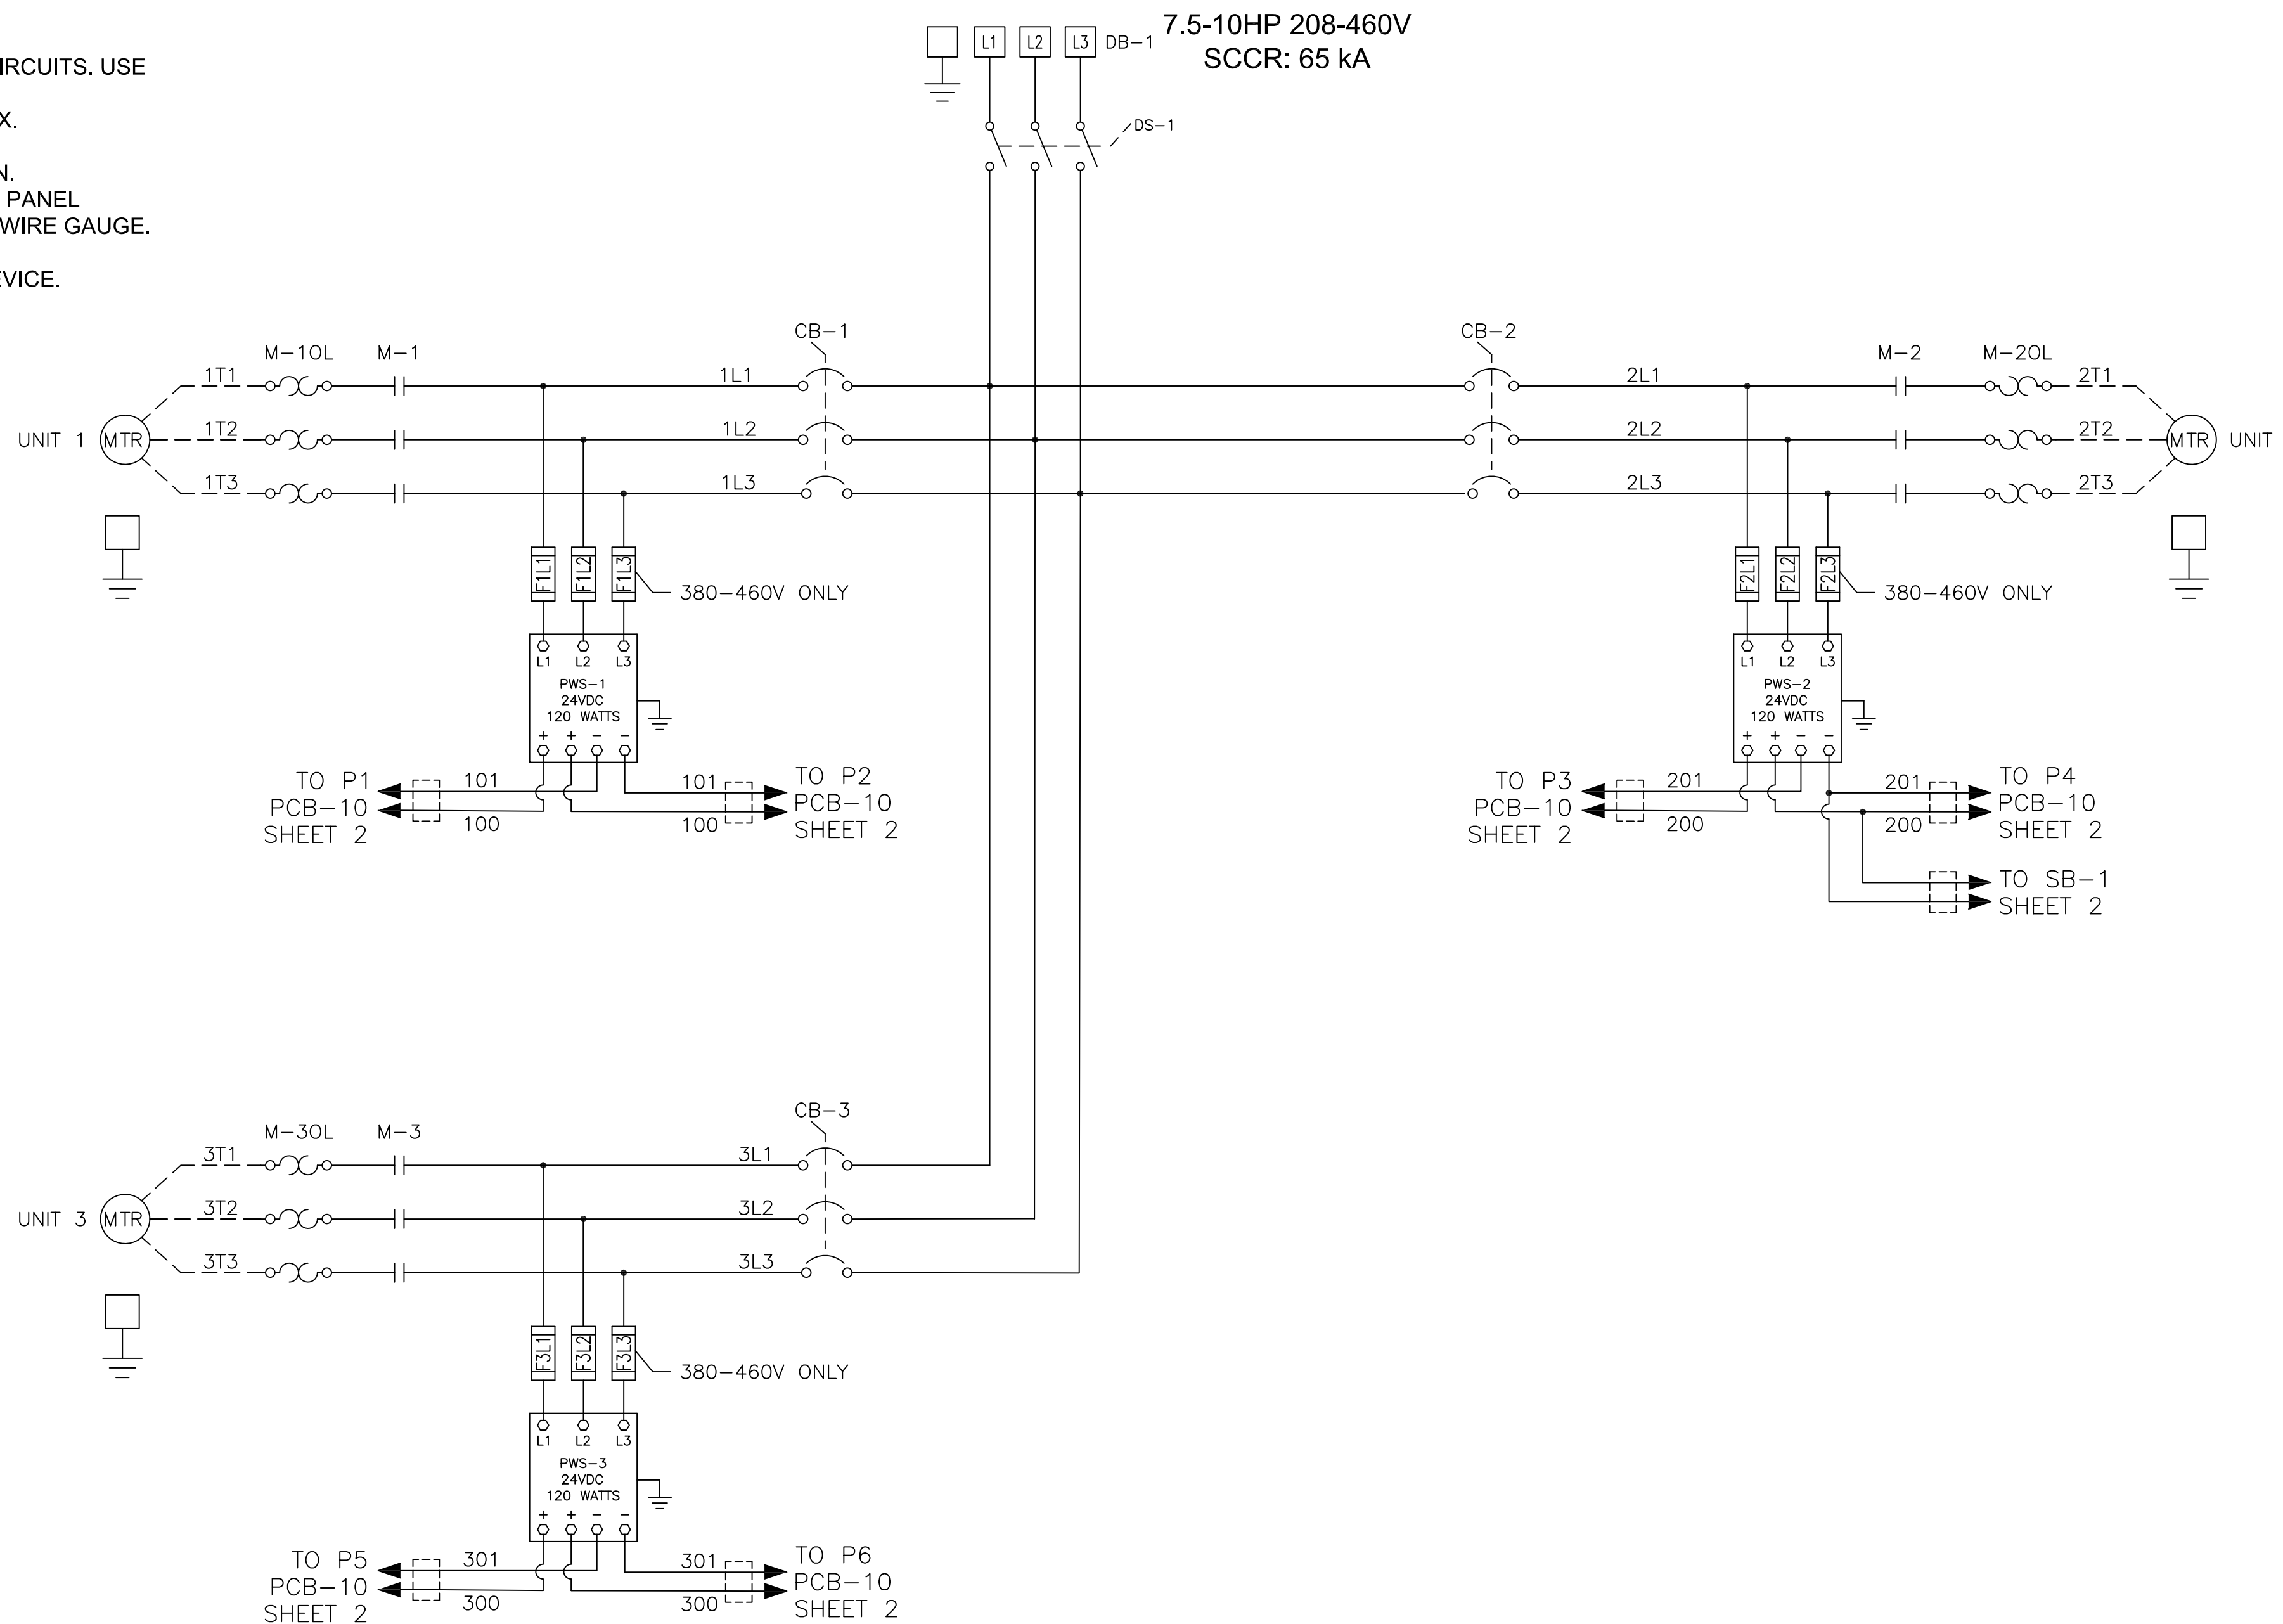 7.5-10HP 208-460V
SCCR: 65 kA
L1 L2 L3 DB-1
DS-1
IRCUITS. USE
X.
N.
PANEL
WIRE GAUGE.
EVICE.
CB-1
M-1OL M-1
1T1 1L1
1T2 1L2
1T3 1L3
UNIT 1 MTR
F1L1 F1L2 F1L3
380-460V ONLY
L1 L2 L3
PWS-1
24VDC
120 WATTS
+ + - -
TO P1
PCB-10
SHEET 2
101
100
101
100
TO P2
PCB-10
SHEET 2
CB-2
M-2 M-2OL
2L1 2T1
2L2 2T2
2L3 2T3
MTR UNIT
F2L1 F2L2 F2L3
380-460V ONLY
L1 L2 L3
PWS-2
24VDC
120 WATTS
+ + - -
TO P3
PCB-10
SHEET 2
201
200
201
200
TO P4
PCB-10
SHEET 2
TO SB-1
SHEET 2
CB-3
M-3OL M-3
3T1 3L1
3T2 3L2
3T3 3L3
UNIT 3 MTR
F3L1 F3L2 F3L3
380-460V ONLY
L1 L2 L3
PWS-3
24VDC
120 WATTS
+ + - -
TO P5
PCB-10
SHEET 2
301
300
301
300
TO P6
PCB-10
SHEET 2